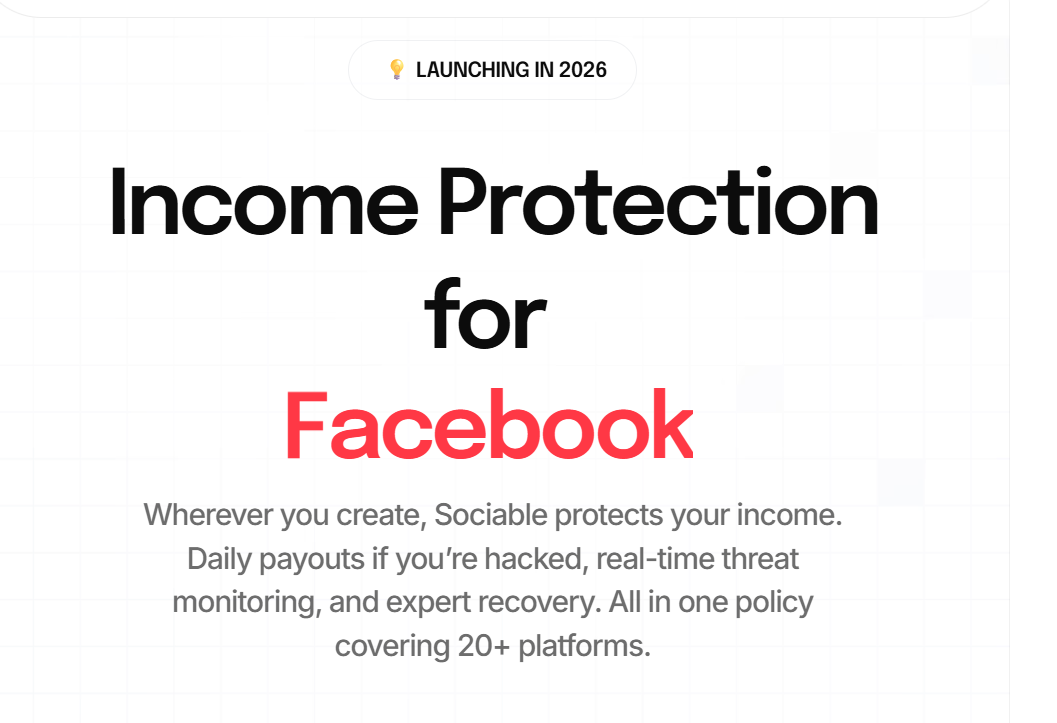 💡 LAUNCHING IN 2026
Income Protection
for
Facebook
Wherever you create, Sociable protects your income.
Daily payouts if you’re hacked, real-time threat
monitoring, and expert recovery. All in one policy
covering 20+ platforms.